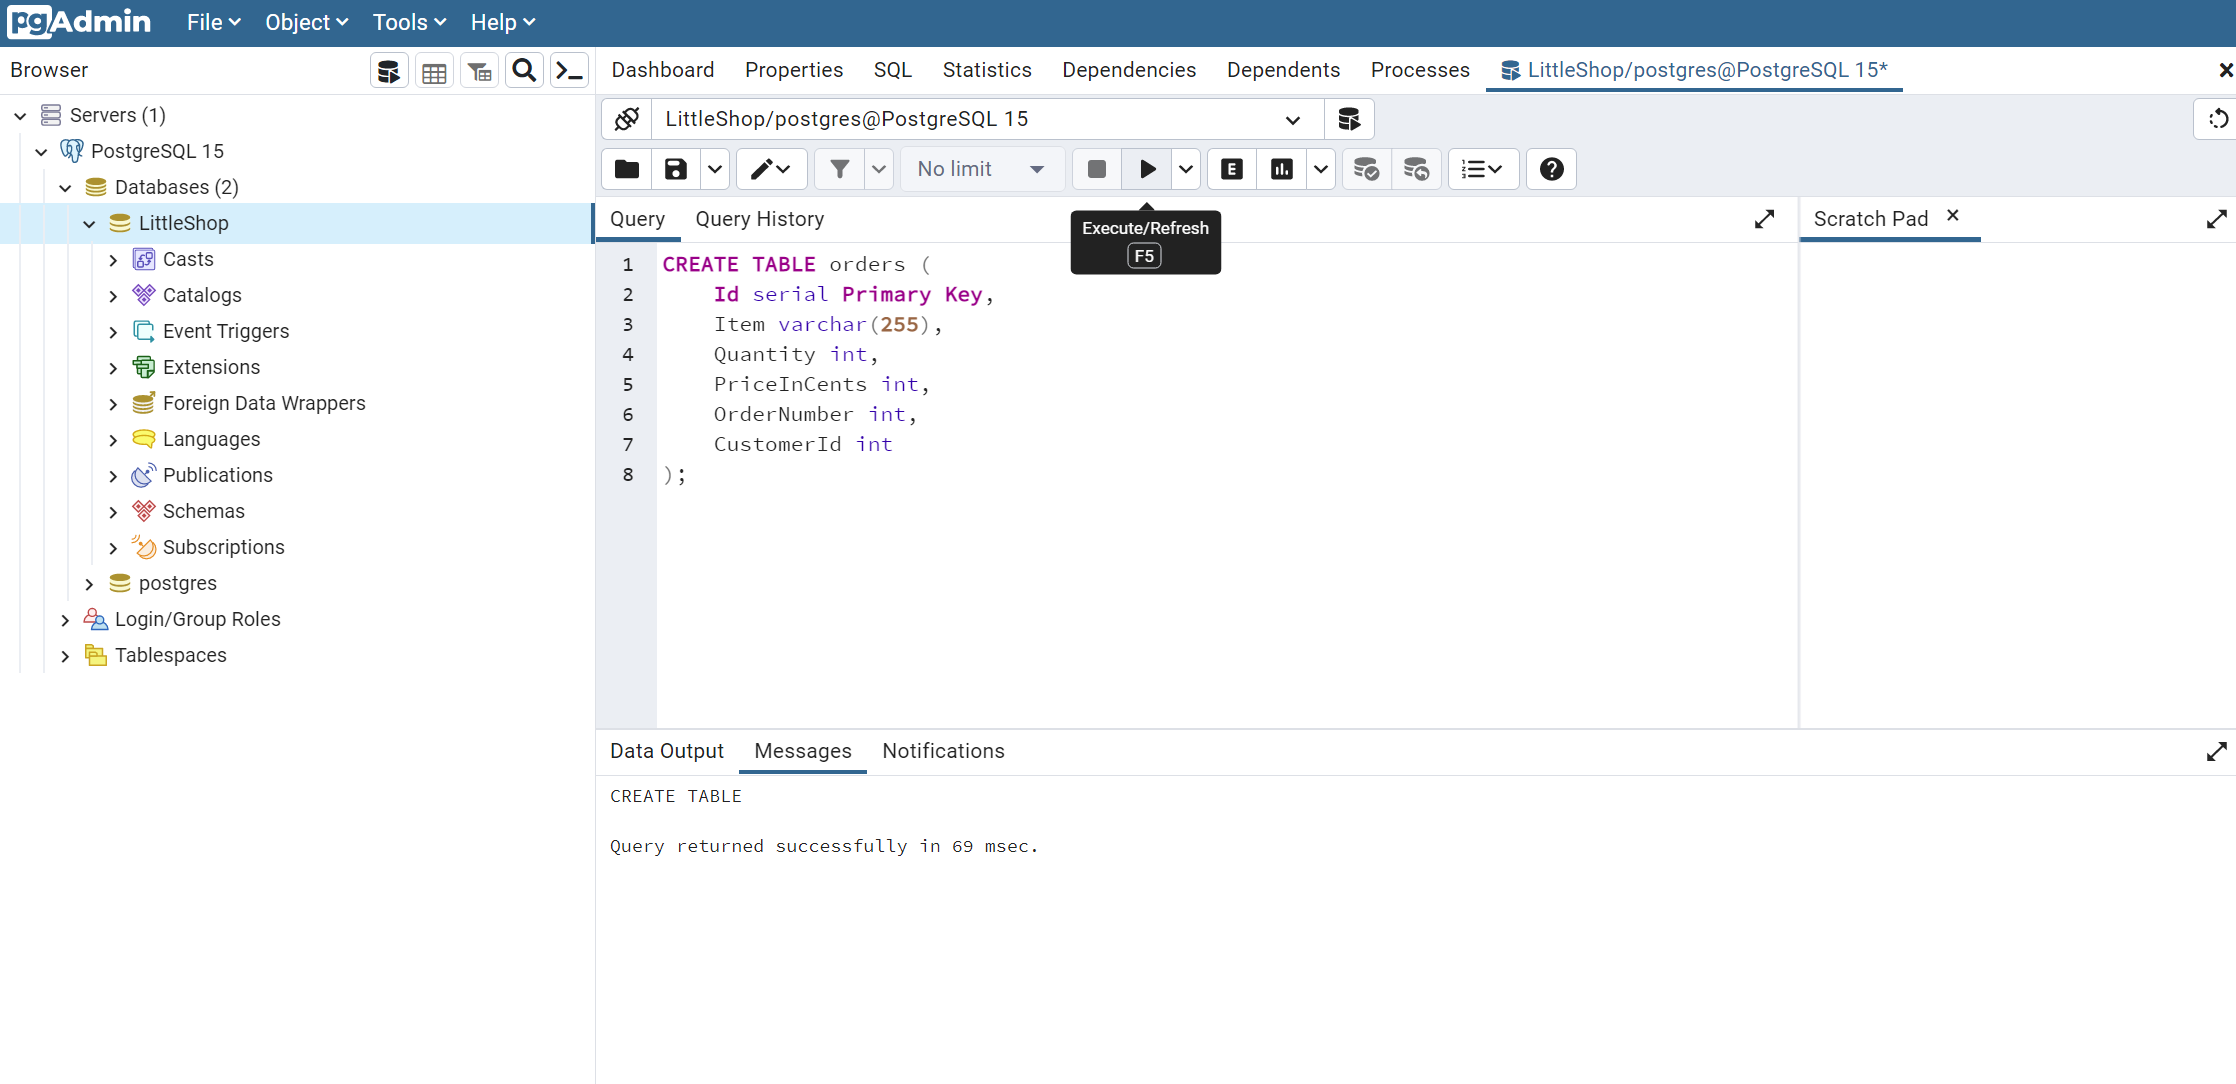 pgAdmin File Object Tools Help
Browser
Dashboard Properties SQL Statistics Dependencies Dependents Processes LittleShop/postgres@PostgreSQL 15*
Servers (1)
PostgreSQL 15
Databases (2)
LittleShop
Casts
Catalogs
Event Triggers
Extensions
Foreign Data Wrappers
Languages
Publications
Schemas
Subscriptions
postgres
Login/Group Roles
Tablespaces
LittleShop/postgres@PostgreSQL 15
No limit
E
Query Query History
Execute/Refresh
F5
Scratch Pad
1 CREATE TABLE orders (
2 Id serial Primary Key,
3 Item varchar(255),
4 Quantity int,
5 PriceInCents int,
6 OrderNumber int,
7 CustomerId int
8 );
Data Output Messages Notifications
CREATE TABLE
Query returned successfully in 69 msec.